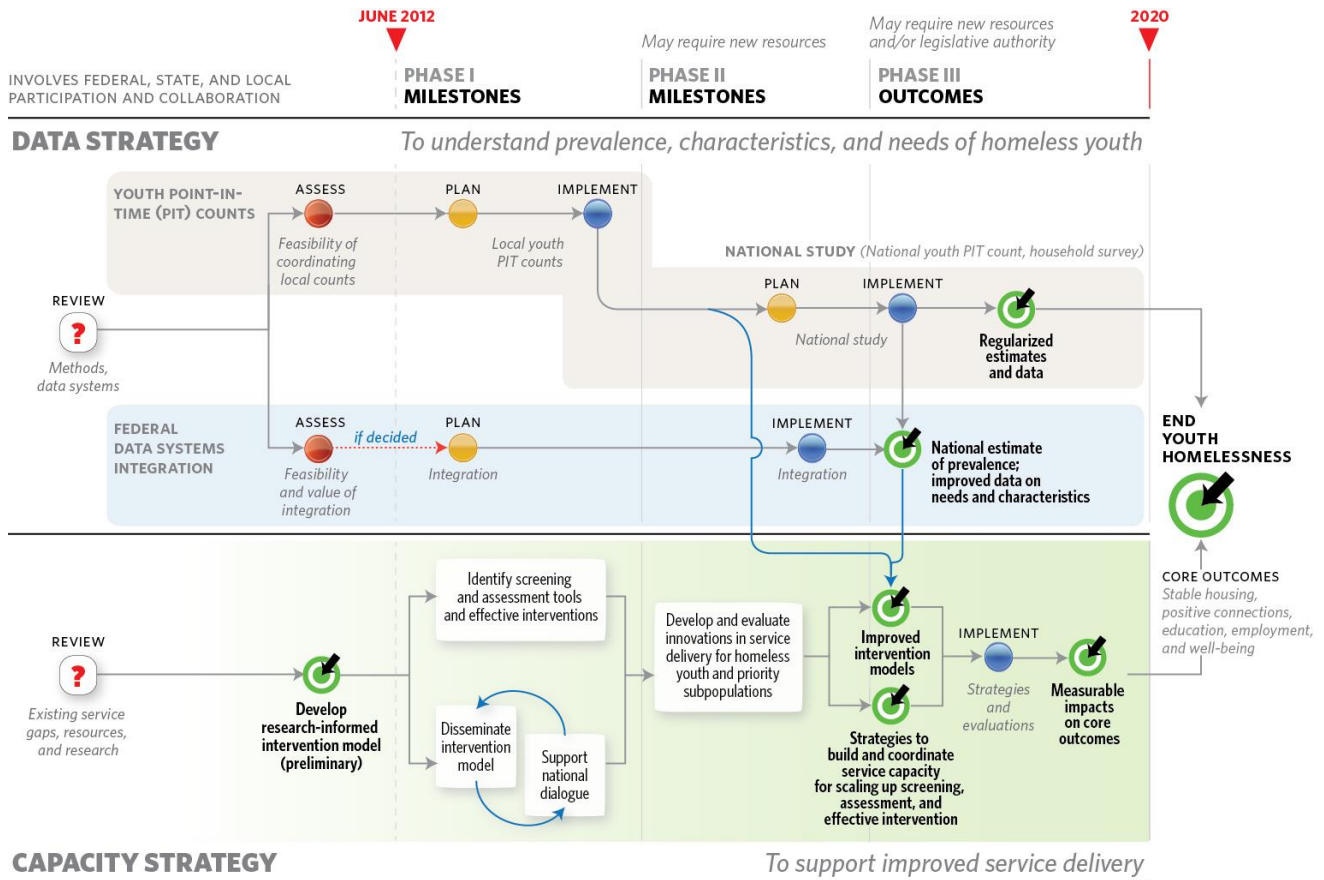 JUNE 2012
2020
May require new resources
May require new resources
and/or legislative authority
INVOLVES FEDERAL, STATE, AND LOCAL
PARTICIPATION AND COLLABORATION
PHASE I
MILESTONES
PHASE II
MILESTONES
PHASE III
OUTCOMES
DATA STRATEGY
To understand prevalence, characteristics, and needs of homeless youth
YOUTH POINT-IN-
TIME (PIT) COUNTS
ASSESS
Feasibility of
coordinating
local counts
PLAN
IMPLEMENT
Local youth
PIT counts
NATIONAL STUDY (National youth PIT count, household survey)
PLAN
IMPLEMENT
National study
Regularized
estimates
and data
REVIEW
?
Methods,
data systems
FEDERAL
DATA SYSTEMS
INTEGRATION
ASSESS
Feasibility
and value of
integration
if decided
PLAN
Integration
IMPLEMENT
Integration
National estimate
of prevalence;
improved data on
needs and characteristics
END
YOUTH
HOMELESSNESS
CORE OUTCOMES
Stable housing,
positive connections,
education, employment,
and well-being
REVIEW
?
Existing service
gaps, resources,
and research
Develop
research-informed
intervention model
(preliminary)
Identify screening
and assessment tools
and effective interventions
Disseminate
intervention
model
Support
national
dialogue
Develop and evaluate
innovations in service
delivery for homeless
youth and priority
subpopulations
Improved
intervention
models
Strategies to
build and coordinate
service capacity
for scaling up screening,
assessment, and
effective intervention
IMPLEMENT
Strategies
and
evaluations
Measurable
impacts
on core
outcomes
CAPACITY STRATEGY
To support improved service delivery